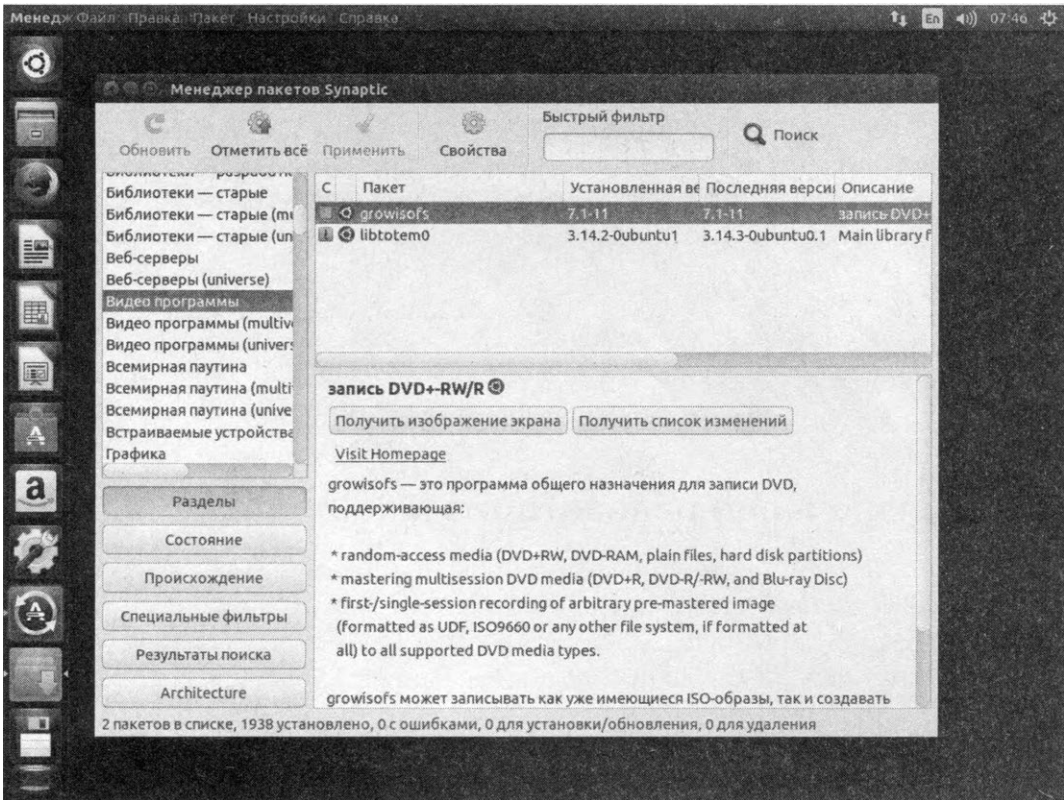 Менедж Файл Правка Пакет Настройки Справка
En 07:46
Менеджер пакетов Synaptic
Обновить Отметить всё Применить Свойства
Быстрый фильтр
Поиск
Библиотеки — старые
Библиотеки — старые (mu
Библиотеки — старые (un
Веб-серверы
Веб-серверы (universe)
Видео программы
Видео программы (multiv
Видео программы (univers
Всемирная паутина
Всемирная паутина (multi
Всемирная паутина (unive
Встраиваемые устройства
Графика
Разделы
Состояние
Происхождение
Специальные фильтры
Результаты поиска
Architecture
С Пакет Установленная ве Последняя верси Описание
growisofs 7.1-11 7.1-11 запись DVD+
libtotem0 3.14.2-0ubuntu1 3.14.3-0ubuntu0.1 Main library f
запись DVD+-RW/R
Получить изображение экрана Получить список изменений
Visit Homepage
growisofs — это программа общего назначения для записи DVD,
поддерживающая:
* random-access media (DVD+RW, DVD-RAM, plain files, hard disk partitions)
* mastering multisession DVD media (DVD+R, DVD-R/-RW, and Blu-ray Disc)
* first-/single-session recording of arbitrary pre-mastered image
(formatted as UDF, ISO9660 or any other file system, if formatted at
all) to all supported DVD media types.
growisofs может записывать как уже имеющиеся ISO-образы, так и создавать
2 пакетов в списке, 1938 установлено, 0 с ошибками, 0 для установки/обновления, 0 для удаления
a